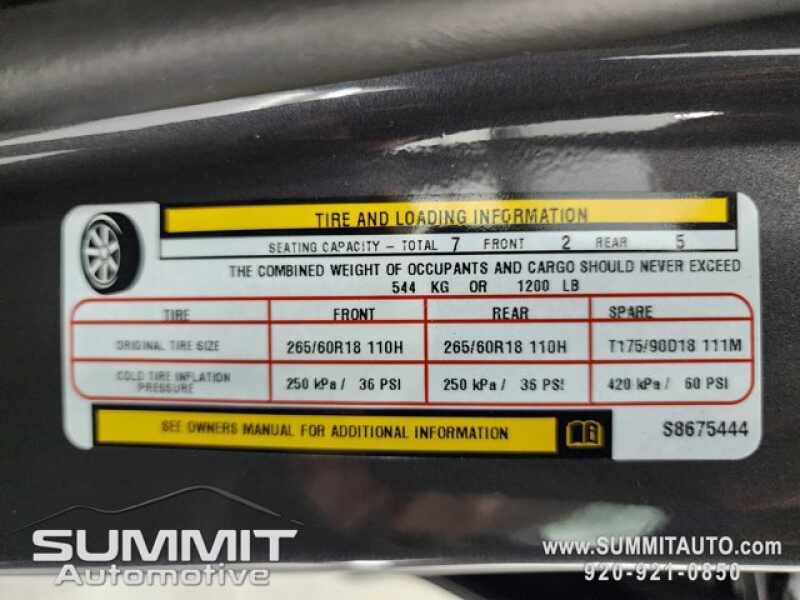 TIRE AND LOADING INFORMATION
SEATING CAPACITY - TOTAL 7 FRONT 2 REAR 5
THE COMBINED WEIGHT OF OCCUPANTS AND CARGO SHOULD NEVER EXCEED
544 KG OR 1200 LB
TIRE FRONT REAR SPARE
ORIGINAL TIRE SIZE 265/60R18 110H 265/60R18 110H T175/90D18 111M
COLD TIRE INFLATION PRESSURE 250 kPa / 36 PSI 250 kPa / 36 PSI 420 kPa / 60 PSI
SEE OWNERS MANUAL FOR ADDITIONAL INFORMATION S8675444
SUMMIT
Automotive
www.SUMMITAUTO.com
920-921-0850